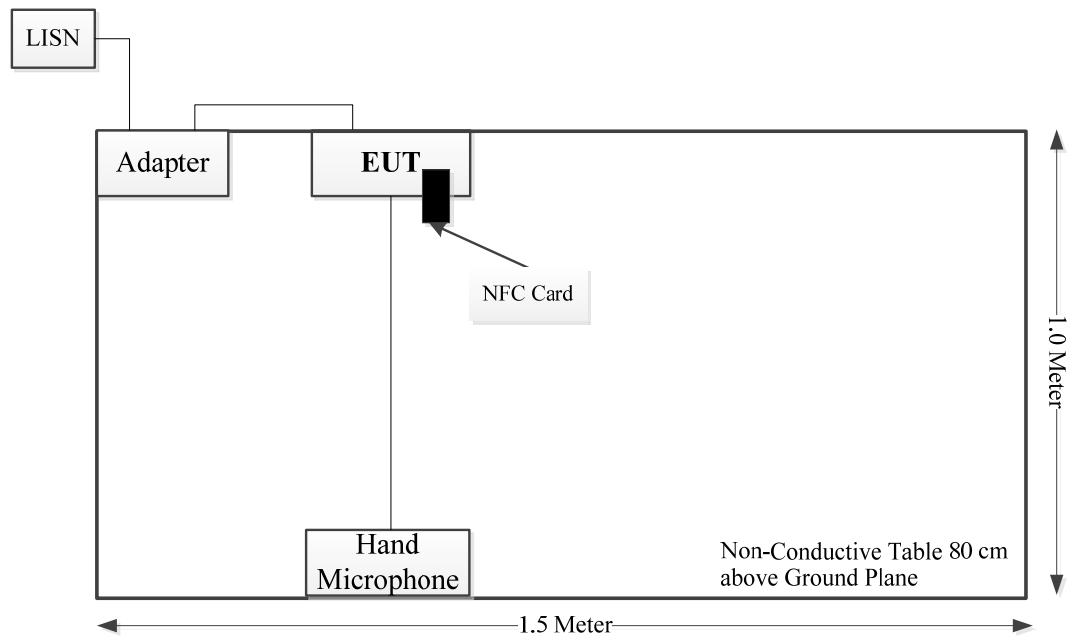 LISN
Adapter
EUT
NFC Card
1.0 Meter
Hand
Microphone
Non-Conductive Table 80 cm
above Ground Plane
1.5 Meter